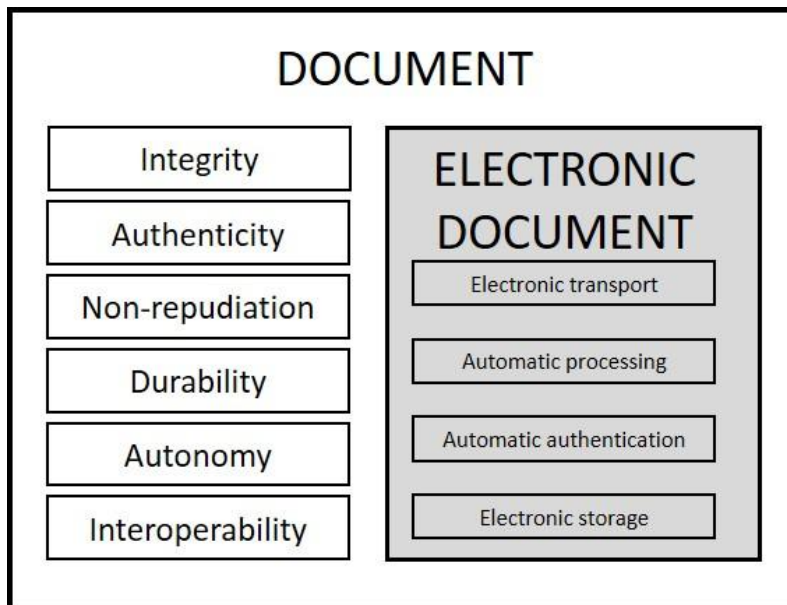 DOCUMENT
Integrity
Authenticity
Non-repudiation
Durability
Autonomy
Interoperability
ELECTRONIC
DOCUMENT
Electronic transport
Automatic processing
Automatic authentication
Electronic storage